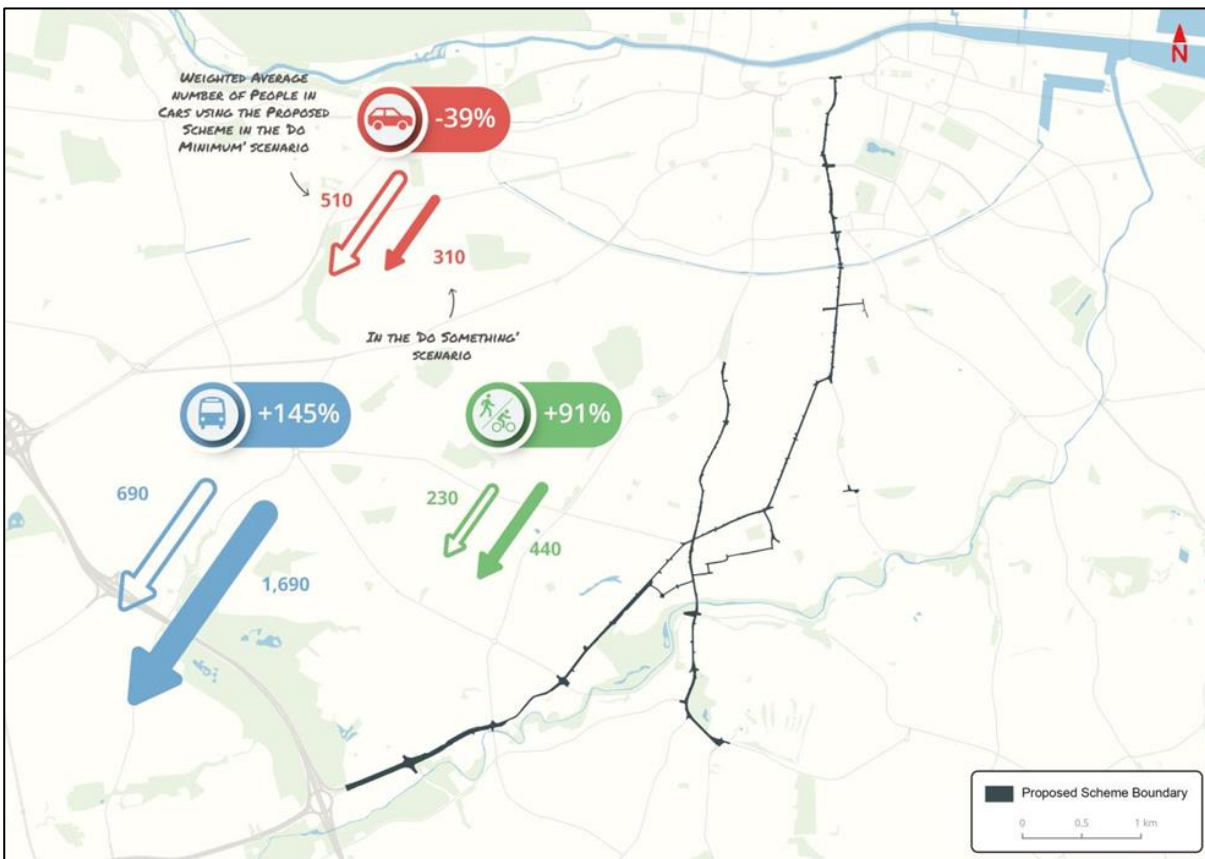 WEIGHTED AVERAGE
NUMBER OF PEOPLE IN
CARS USING THE PROPOSED
SCHEME IN THE 'DO
MINIMUM' SCENARIO
-39%
N
510
310
IN THE 'DO SOMETHING'
SCENARIO
+145%
+91%
690
1,690
230
440
Proposed Scheme Boundary
0 0.5 1 km